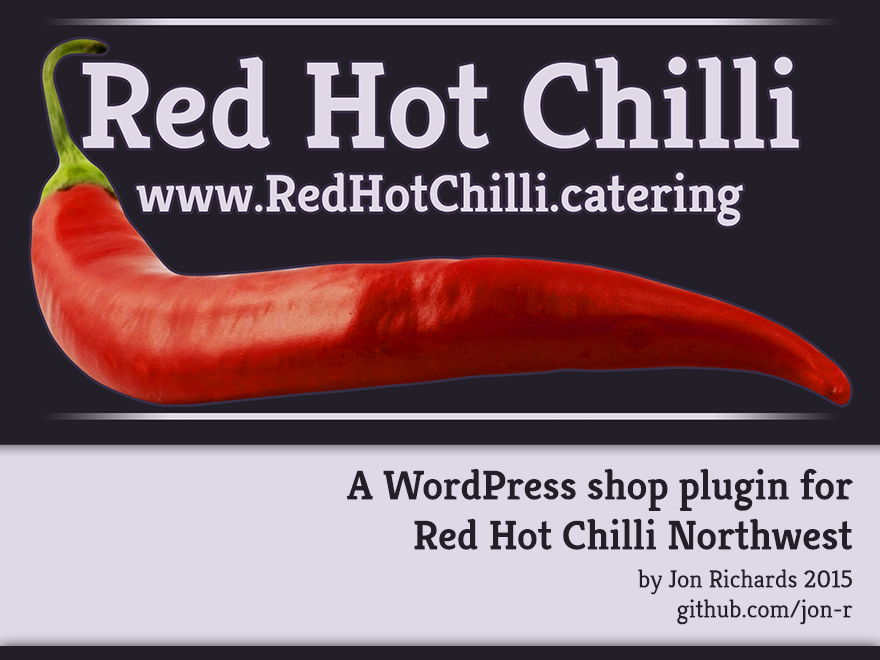 Red Hot Chilli
www.RedHotChilli.catering
A WordPress shop plugin for
Red Hot Chilli Northwest
by Jon Richards 2015
github.com/jon-r